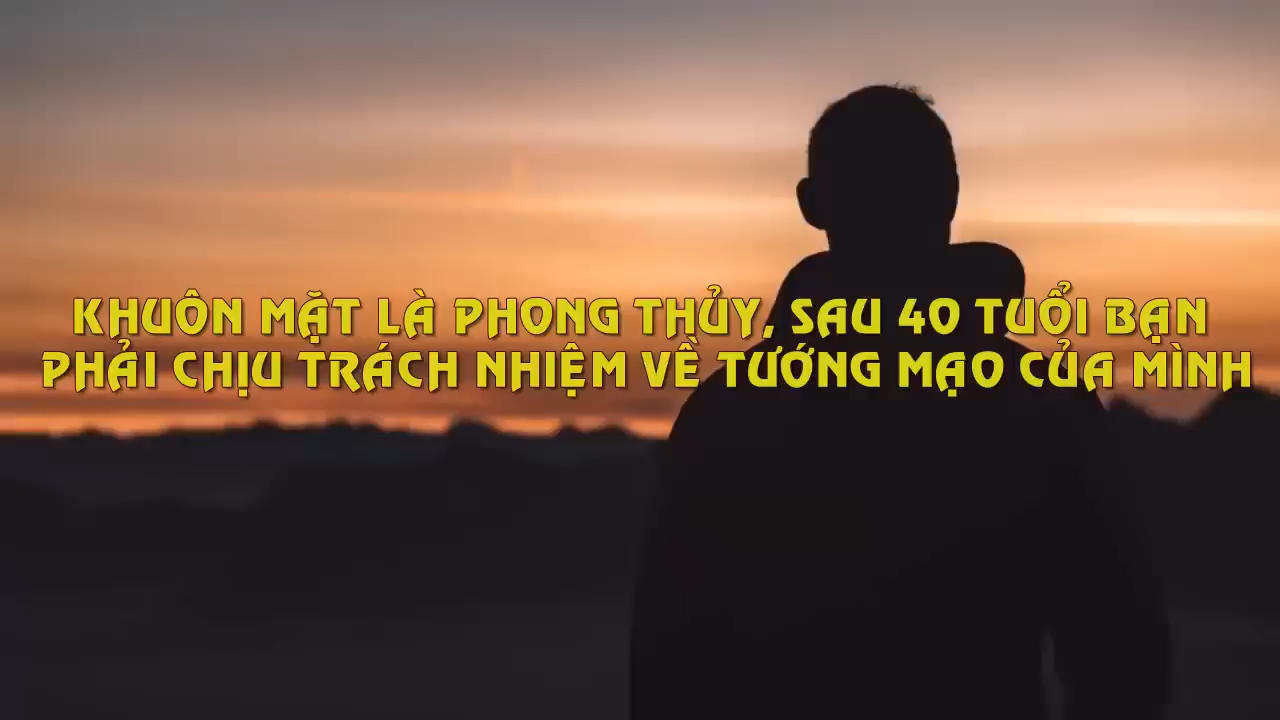 KHUÔN MẶT LÀ PHONG THỦY, SAU 40 TUỔI BẠN
PHẢI CHỊU TRÁCH NHIỆM VỀ TƯỚNG MẠO CỦA MÌNH